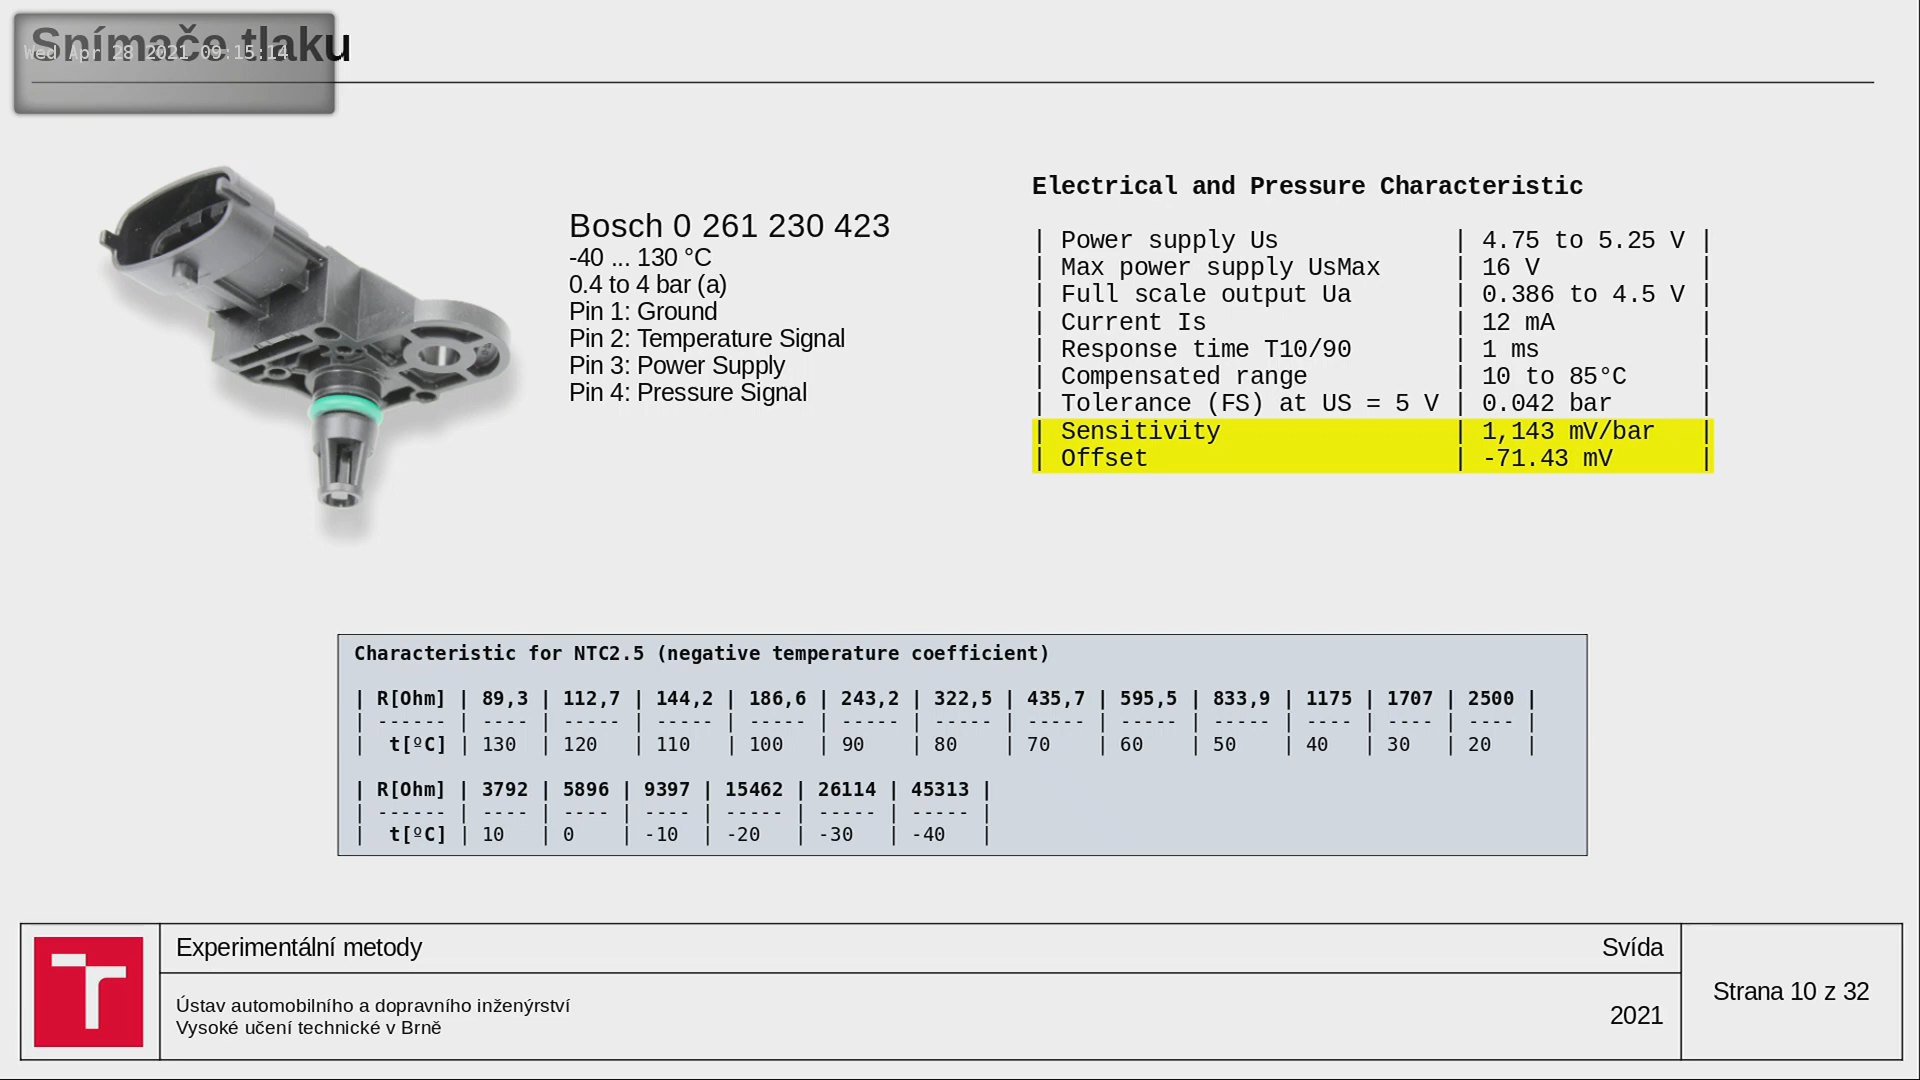 Snímače tlaku
Wed Apr 28 2021 09:15:14
Bosch 0 261 230 423
-40 ... 130 °C
0.4 to 4 bar (a)
Pin 1: Ground
Pin 2: Temperature Signal
Pin 3: Power Supply
Pin 4: Pressure Signal
Electrical and Pressure Characteristic
| Power supply Us | 4.75 to 5.25 V |
| Max power supply UsMax | 16 V |
| Full scale output Ua | 0.386 to 4.5 V |
| Current Is | 12 mA |
| Response time T10/90 | 1 ms |
| Compensated range | 10 to 85°C |
| Tolerance (FS) at US = 5 V | 0.042 bar |
| Sensitivity | 1,143 mV/bar |
| Offset | -71.43 mV |
Characteristic for NTC2.5 (negative temperature coefficient)
| R[Ohm] | 89,3 | 112,7 | 144,2 | 186,6 | 243,2 | 322,5 | 435,7 | 595,5 | 833,9 | 1175 | 1707 | 2500 |
| ------ | ---- | ----- | ----- | ----- | ----- | ----- | ----- | ----- | ----- | ---- | ---- | ---- |
| t[ºC] | 130 | 120 | 110 | 100 | 90 | 80 | 70 | 60 | 50 | 40 | 30 | 20 |
| R[Ohm] | 3792 | 5896 | 9397 | 15462 | 26114 | 45313 |
| ------ | ---- | ---- | ---- | ----- | ----- | ----- |
| t[ºC] | 10 | 0 | -10 | -20 | -30 | -40 |
Experimentální metody
Svída
Ústav automobilního a dopravního inženýrství
Vysoké učení technické v Brně
2021
Strana 10 z 32